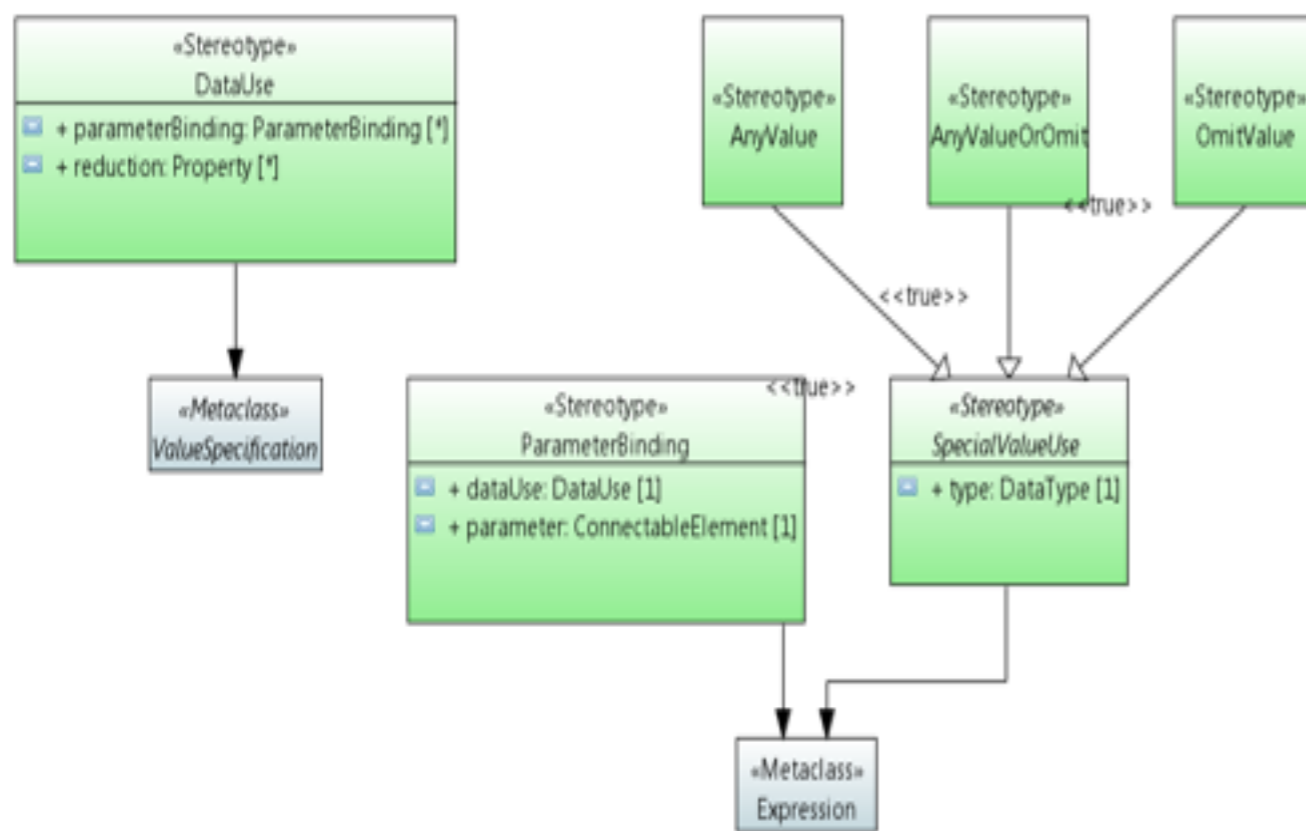 «Stereotype»
DataUse
+ parameterBinding: ParameterBinding [*]
+ reduction: Property [*]
«Stereotype»
AnyValue
«Stereotype»
AnyValueOrOmit
«Stereotype»
OmitValue
<<true>>
<<true>>
«Metaclass»
ValueSpecification
<<true>>
«Stereotype»
ParameterBinding
+ dataUse: DataUse [1]
+ parameter: ConnectableElement [1]
«Stereotype»
SpecialValueUse
+ type: DataType [1]
«Metaclass»
Expression